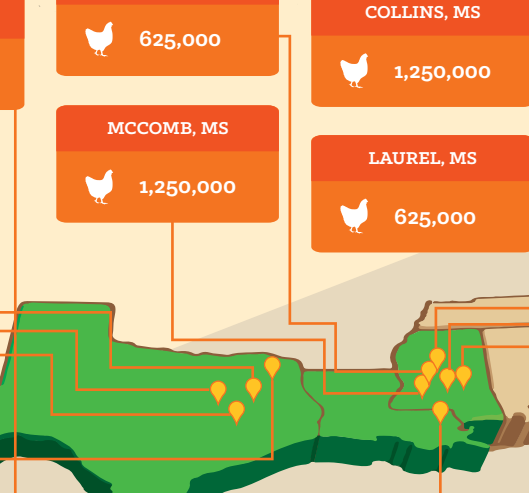 625,000
MCCOMB, MS
1,250,000
COLLINS, MS
1,250,000
LAUREL, MS
625,000